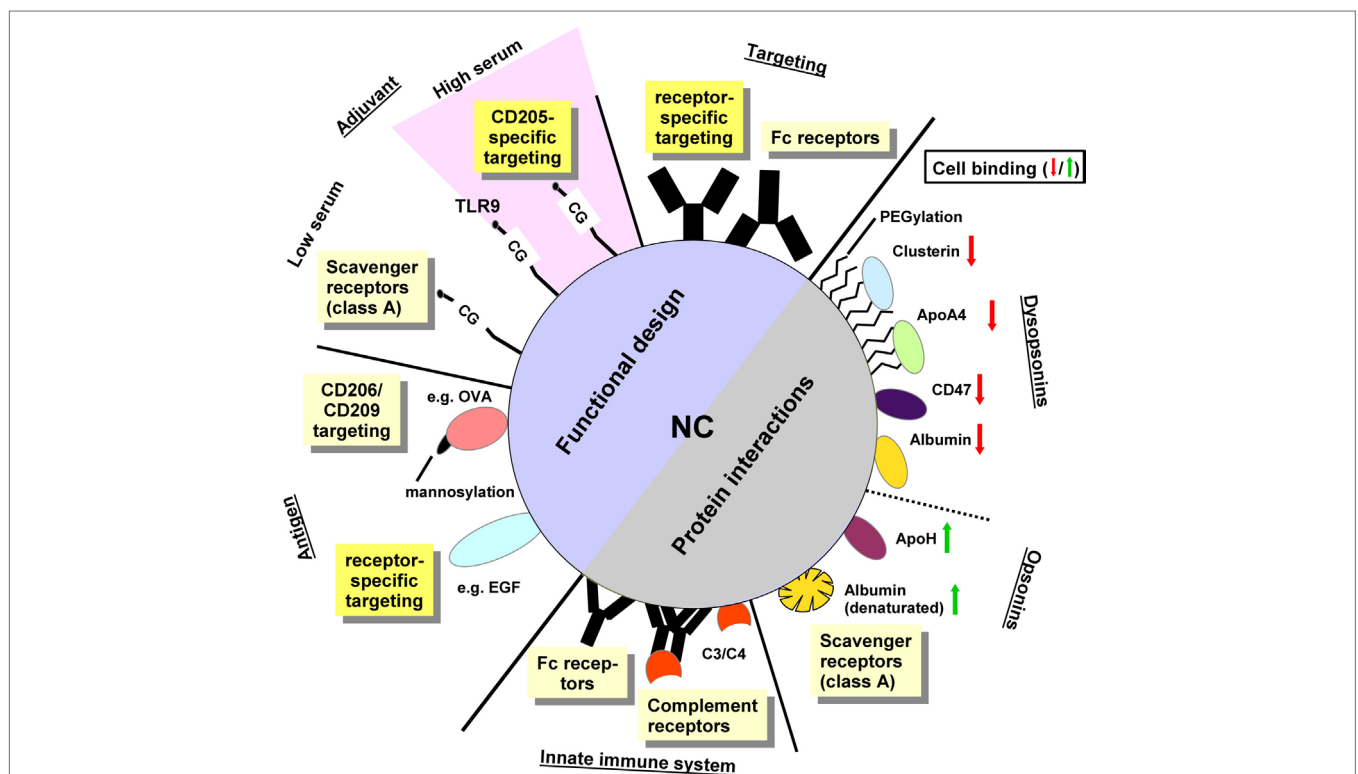 Targeting
High serum
Adjuvant
Low serum
CD205-
specific
targeting
receptor-
specific
targeting
Fc receptors
Cell binding (↓/↑)
TLR9
CG
CG
CG
Scavenger
receptors
(class A)
PEGylation
Clusterin
ApoA4
CD47
Albumin
Dysopsonins
Functional design
NC
Protein interactions
CD206/
CD209
targeting
e.g. OVA
mannosylation
Antigen
receptor-
specific
targeting
e.g. EGF
ApoH
Albumin
(denaturated)
Opsonins
Scavenger
receptors
(class A)
Fc recep-
tors
C3/C4
Complement
receptors
Innate immune system